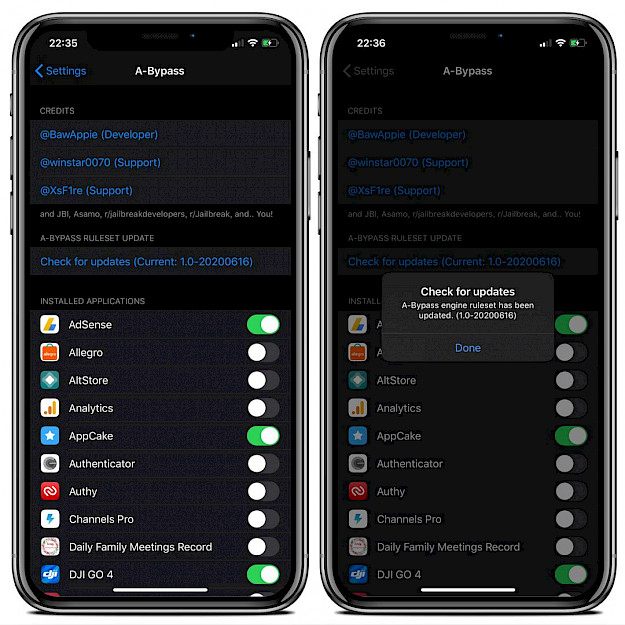 22:35
Settings
A-Bypass
CREDITS
@BawAppie (Developer)
@winstar0070 (Support)
@XsF1re (Support)
and JBI, Asamo, r/jailbreakdevelopers, r/Jailbreak, and.. You!
A-BYPASS RULESET UPDATE
Check for updates (Current: 1.0-20200616)
INSTALLED APPLICATIONS
AdSense
allegro
Allegro
AltStore
Analytics
AppCake
Authenticator
Authy
Channels Pro
Daily Family Meetings Record
dji
DJI GO 4
22:36
Settings
A-Bypass
CREDITS
@BawAppie (Developer)
@winstar0070 (Support)
@XsF1re (Support)
and JBI, Asamo, r/jailbreakdevelopers, r/Jailbreak, and.. You!
A-BYPASS RULESET UPDATE
Check for updates (Current: 1.0-20200616)
Check for updates
A-Bypass engine ruleset has been
updated. (1.0-20200616)
Done
allegro
AltStore
Analytics
AppCake
Authenticator
Authy
Channels Pro
Daily Family Meetings Record
dji
DJI GO 4